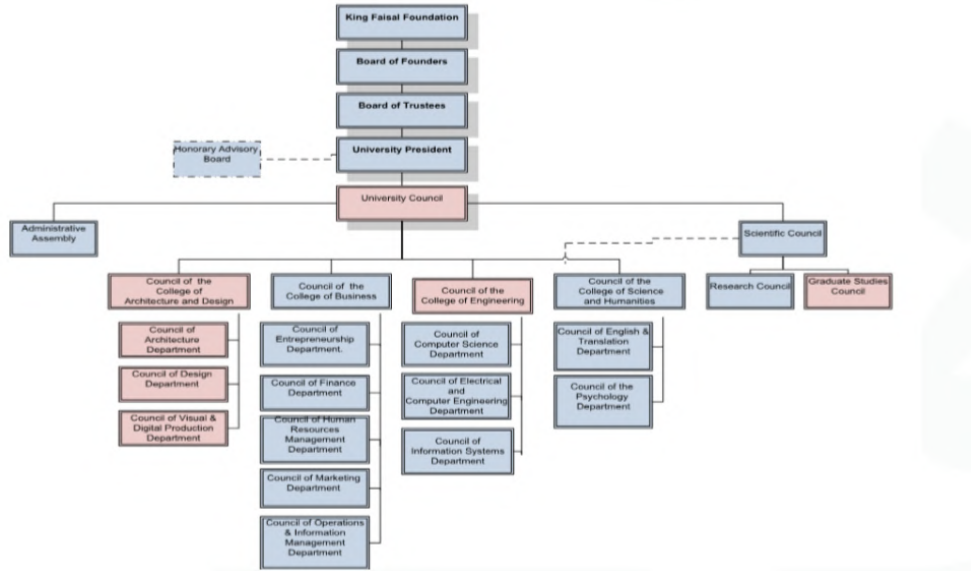 King Faisal Foundation
Board of Founders
Board of Trustees
Honorary Advisory
Board
University President
University Council
Administrative
Assembly
Scientific Council
Council of the
College of
Architecture and Design
Council of the
College of Business
Council of the
College of Engineering
Council of the
College of Science
and Humanities
Research Council
Graduate Studies
Council
Council of
Architecture
Department
Council of Design
Department
Council of Visual &
Digital Production
Department
Council of
Entrepreneurship
Department.
Council of Finance
Department
Council of Human
Resources
Management
Department
Council of Marketing
Department
Council of Operations
& Information
Management
Department
Council of
Computer Science
Department
Council of Electrical
and
Computer Engineering
Department
Council of
Information Systems
Department
Council of English &
Translation
Department
Council of the
Psychology
Department